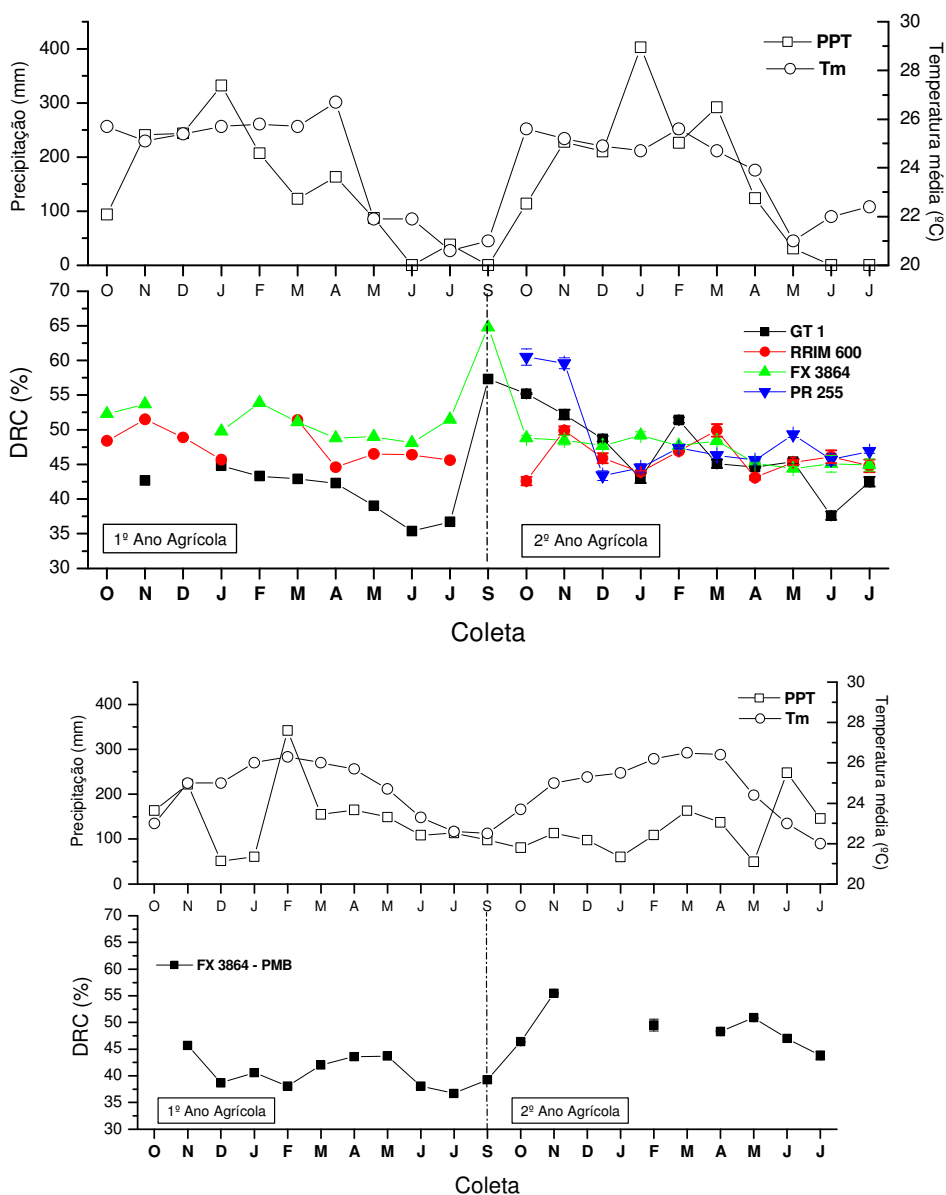 400
300
200
100
0
Precipitação (mm)
PPT
Tm
30
28
26
24
22
20
Temperatura média (ºC)
O N D J F M A M J J S O N D J F M A M J J
70
65
60
55
50
45
40
35
30
DRC (%)
GT 1
RRIM 600
FX 3864
PR 255
1º Ano Agrícola
2º Ano Agrícola
O N D J F M A M J J S O N D J F M A M J J
Coleta
400
300
200
100
0
Precipitação (mm)
PPT
Tm
30
28
26
24
22
20
Temperatura média (ºC)
O N D J F M A M J J S O N D J F M A M J J
70
65
60
55
50
45
40
35
30
DRC (%)
FX 3864 - PMB
1º Ano Agrícola
2º Ano Agrícola
O N D J F M A M J J S O N D J F M A M J J
Coleta